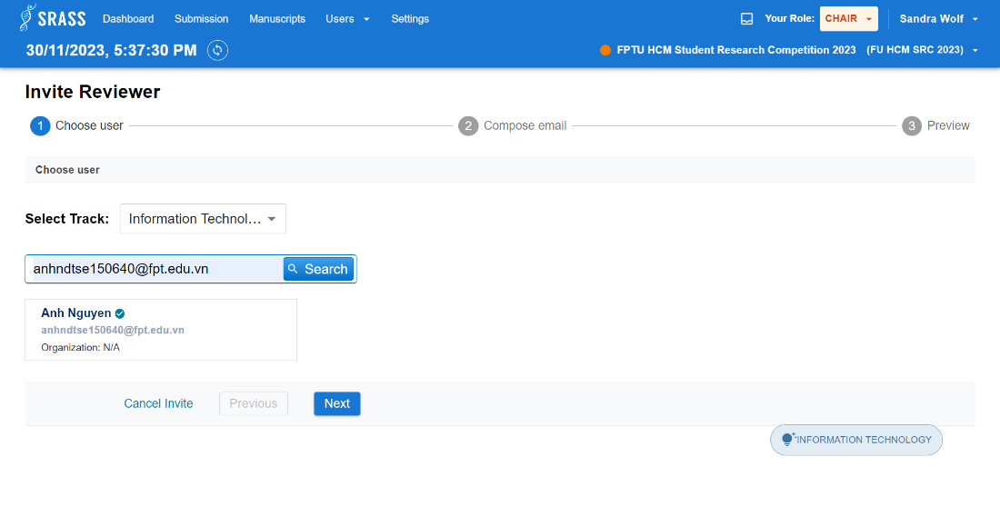 SRASS Dashboard Submission Manuscripts Users Settings Your Role: CHAIR Sandra Wolf
30/11/2023, 5:37:30 PM FPTU HCM Student Research Competition 2023 (FU HCM SRC 2023)
Invite Reviewer
1 Choose user 2 Compose email 3 Preview
Choose user
Select Track: Information Technol...
anhndtse150640@fpt.edu.vn Search
Anh Nguyen
anhndtse150640@fpt.edu.vn
Organization: N/A
Cancel Invite Previous Next
INFORMATION TECHNOLOGY